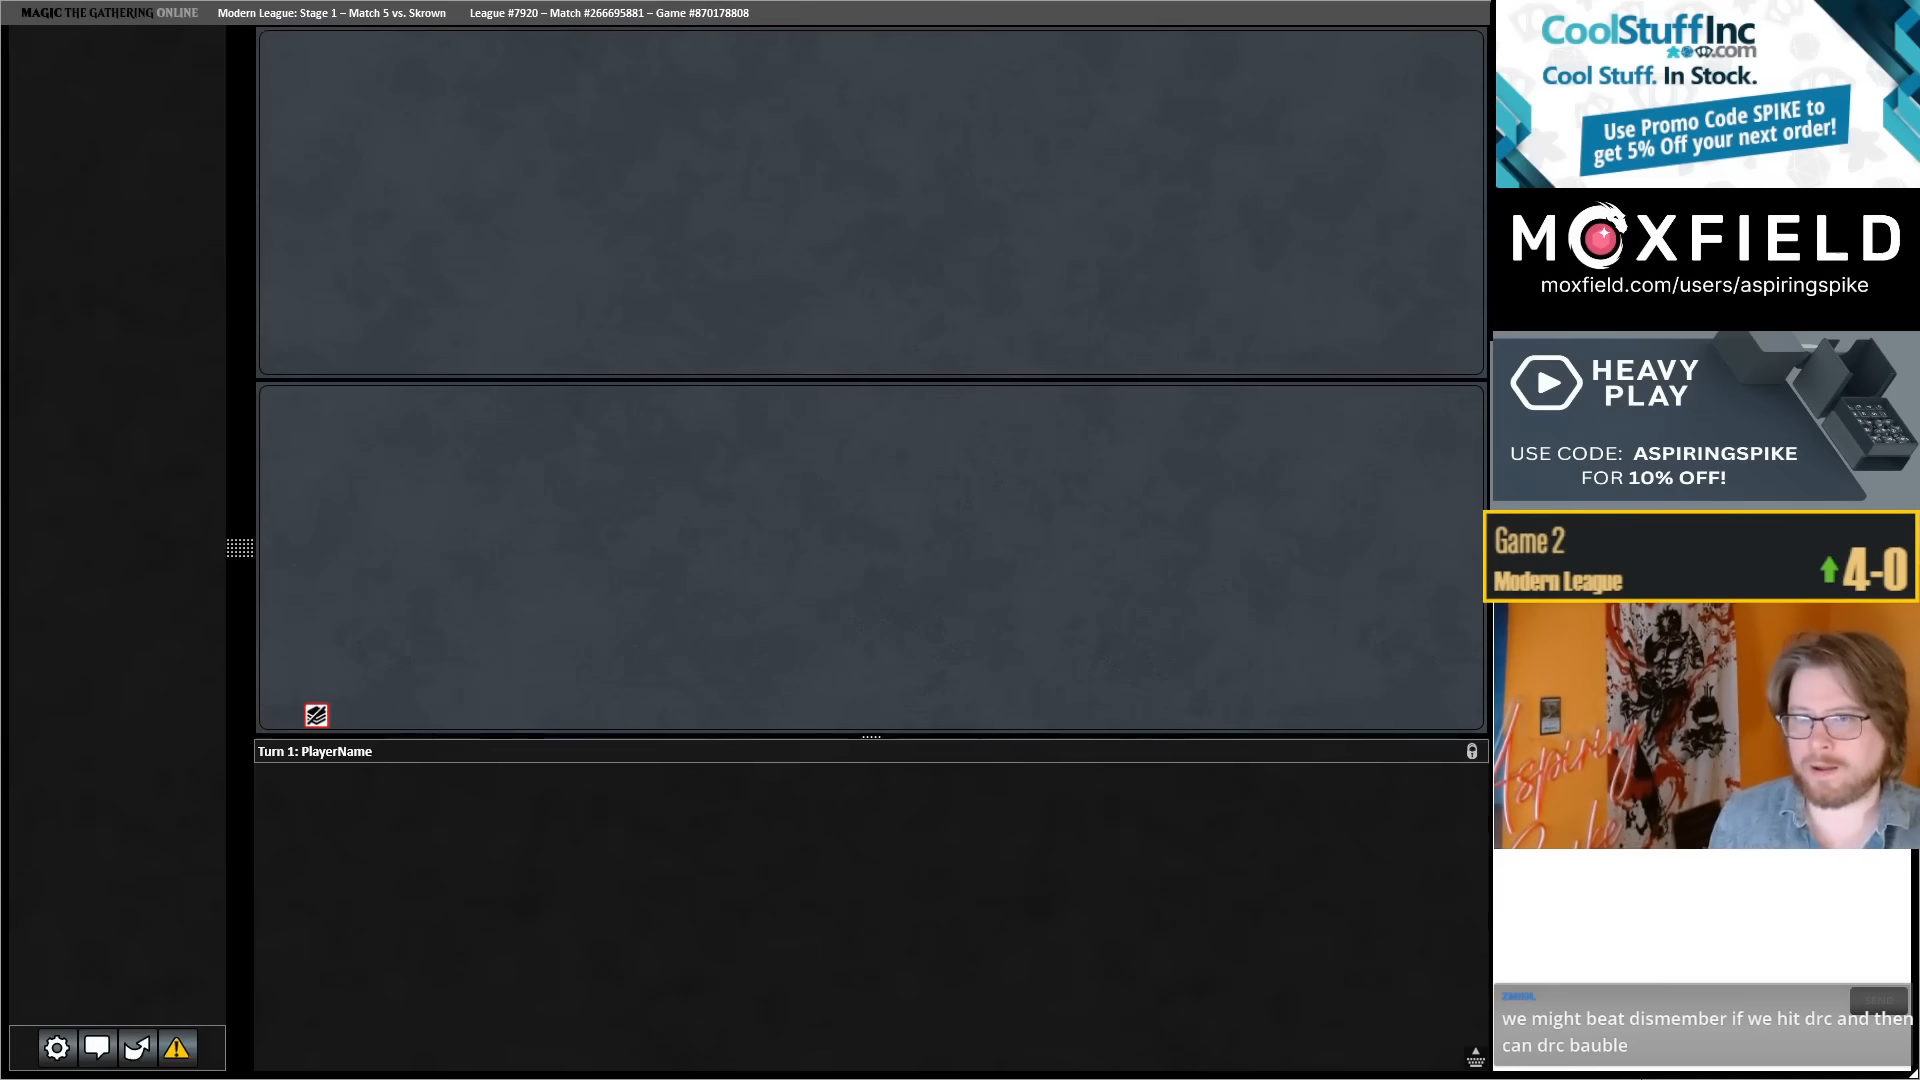 MAGIC THE GATHERING ONLINE
Modern League: Stage 1 – Match 5 vs. Skrown
League #7920 – Match #266695881 – Game #870178808
CoolStuffInc
.com
Cool Stuff. In Stock.
Use Promo Code SPIKE to
get 5% Off your next order!
MOXFIELD
moxfield.com/users/aspiringspike
HEAVY
PLAY
USE CODE: ASPIRINGSPIKE
FOR 10% OFF!
Game 2
Modern League
4-0
Aspiring
Spike
Turn 1: PlayerName
SEND
we might beat dismember if we hit drc and then
can drc bauble